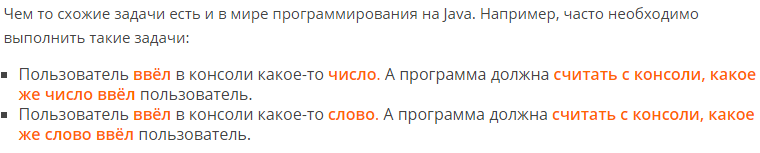 Чем то схожие задачи есть и в мире программирования на Java. Например, часто необходимо
выполнить такие задачи:
Пользователь ввёл в консоли какое-то число. А программа должна считать с консоли, какое
же число ввёл пользователь.
Пользователь ввёл в консоли какое-то слово. А программа должна считать с консоли, какое
же слово ввёл пользователь.